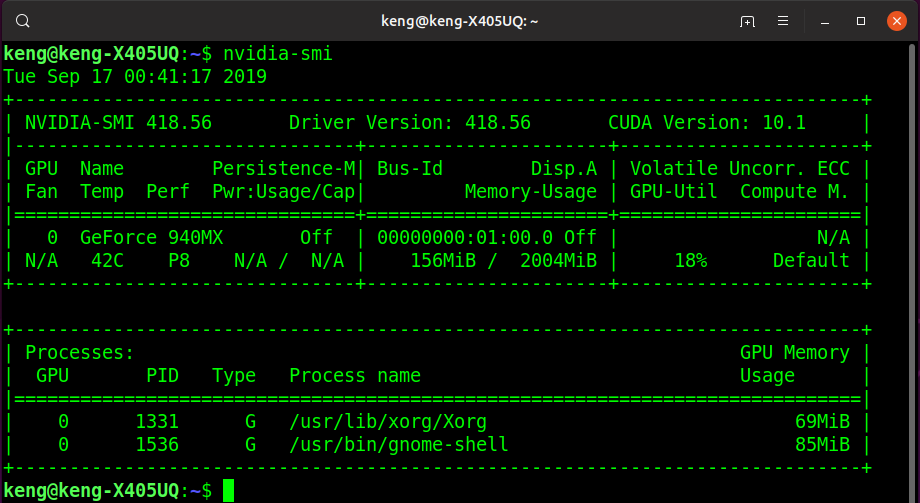 keng@keng-X405UQ: ~
keng@keng-X405UQ:~$ nvidia-smi
Tue Sep 17 00:41:17 2019
+-----------------------------------------------------------------------------+
| NVIDIA-SMI 418.56       Driver Version: 418.56       CUDA Version: 10.1     |
|-------------------------------+----------------------+----------------------+
| GPU  Name        Persistence-M| Bus-Id        Disp.A | Volatile Uncorr. ECC |
| Fan  Temp  Perf  Pwr:Usage/Cap|         Memory-Usage | GPU-Util  Compute M. |
|===============================+======================+======================|
|   0  GeForce 940MX       Off  | 00000000:01:00.0 Off |                  N/A |
| N/A   42C    P8    N/A /  N/A |    156MiB /  2004MiB |     18%      Default |
+-------------------------------+----------------------+----------------------+
+-----------------------------------------------------------------------------+
| Processes:                                                       GPU Memory |
|  GPU       PID   Type   Process name                             Usage      |
|=============================================================================|
|    0      1331      G   /usr/lib/xorg/Xorg                            69MiB |
|    0      1536      G   /usr/bin/gnome-shell                          85MiB |
+-----------------------------------------------------------------------------+
keng@keng-X405UQ:~$